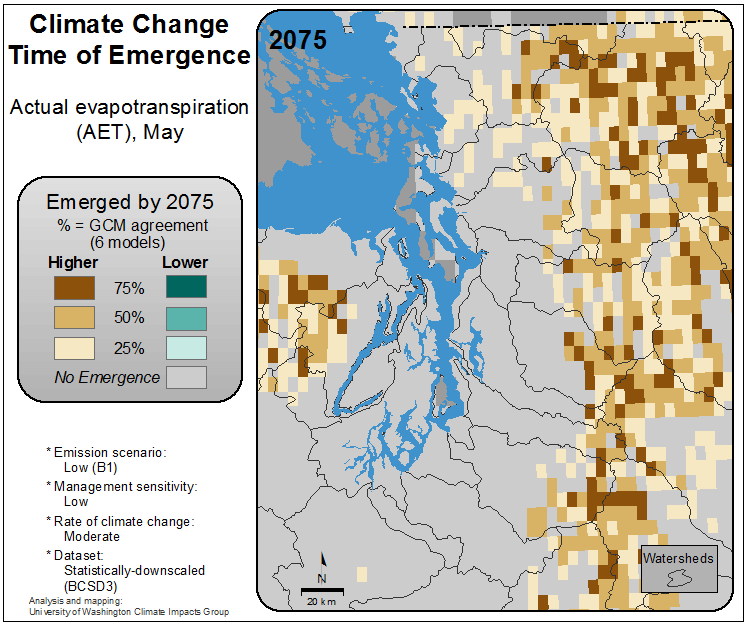 Climate Change
Time of Emergence
Actual evapotranspiration
(AET), May
Emerged by 2075
% = GCM agreement
(6 models)
Higher Lower
75%
50%
25%
No Emergence
* Emission scenario:
Low (B1)
* Management sensitivity:
Low
* Rate of climate change:
Moderate
* Dataset:
Statistically-downscaled
(BCSD3)
Analysis and mapping:
University of Washington Climate Impacts Group
2075
N
20 km
Watersheds